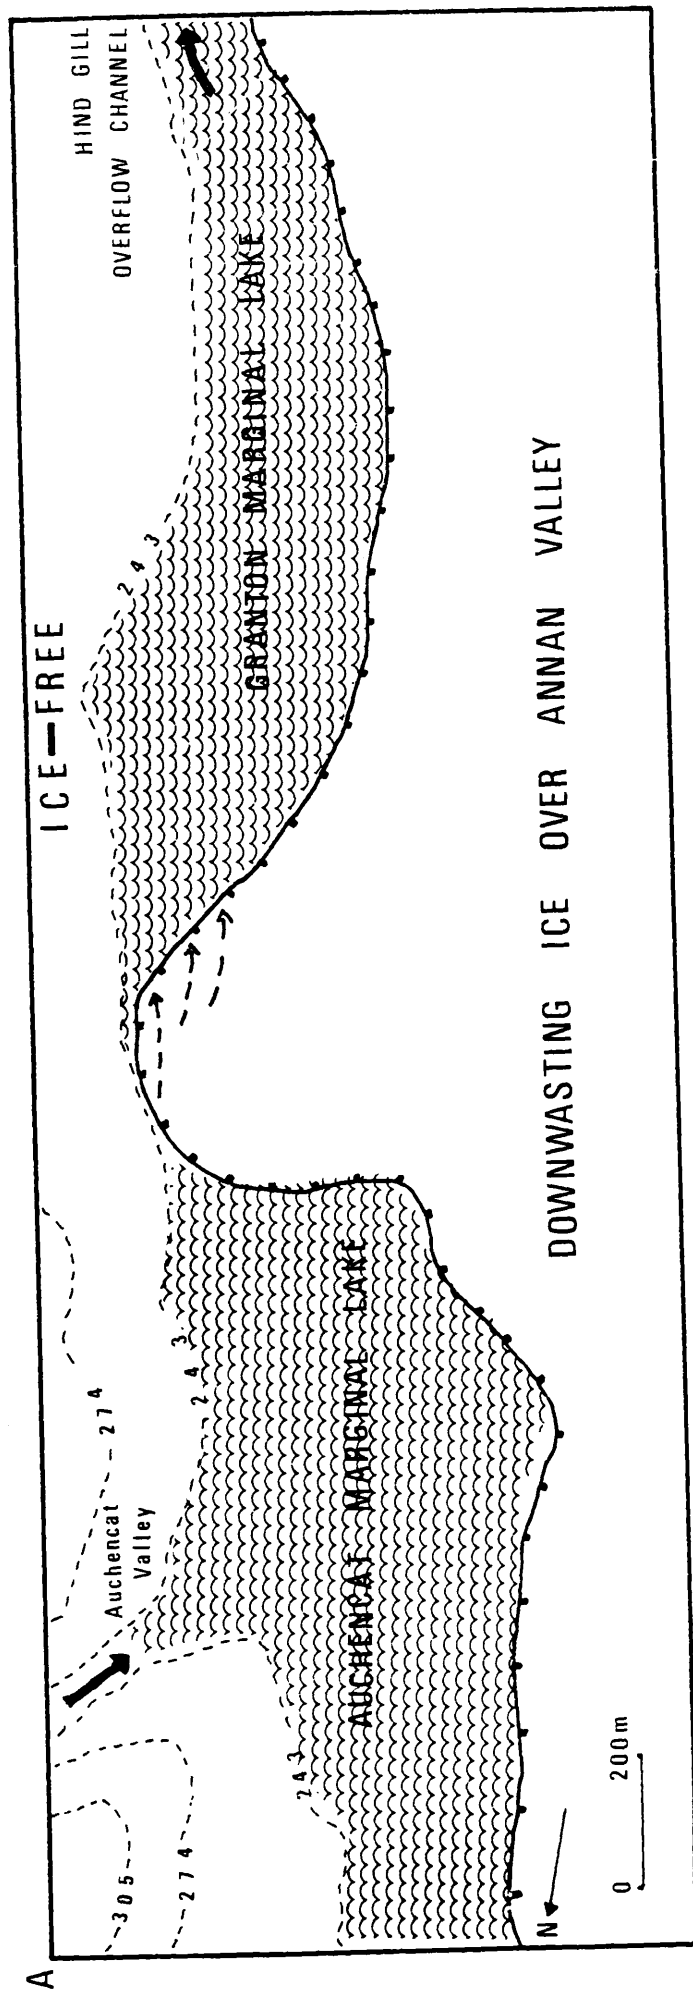 A
ICE—FREE
HIND GILL
OVERFLOW CHANNEL
305
274
274
Auchencat
Valley
243
243
243
GRANTON MARGINAL LAKE
AUCHENCAT MARGINAL LAKE
DOWNWASTING ICE OVER ANNAN VALLEY
N
0 200m